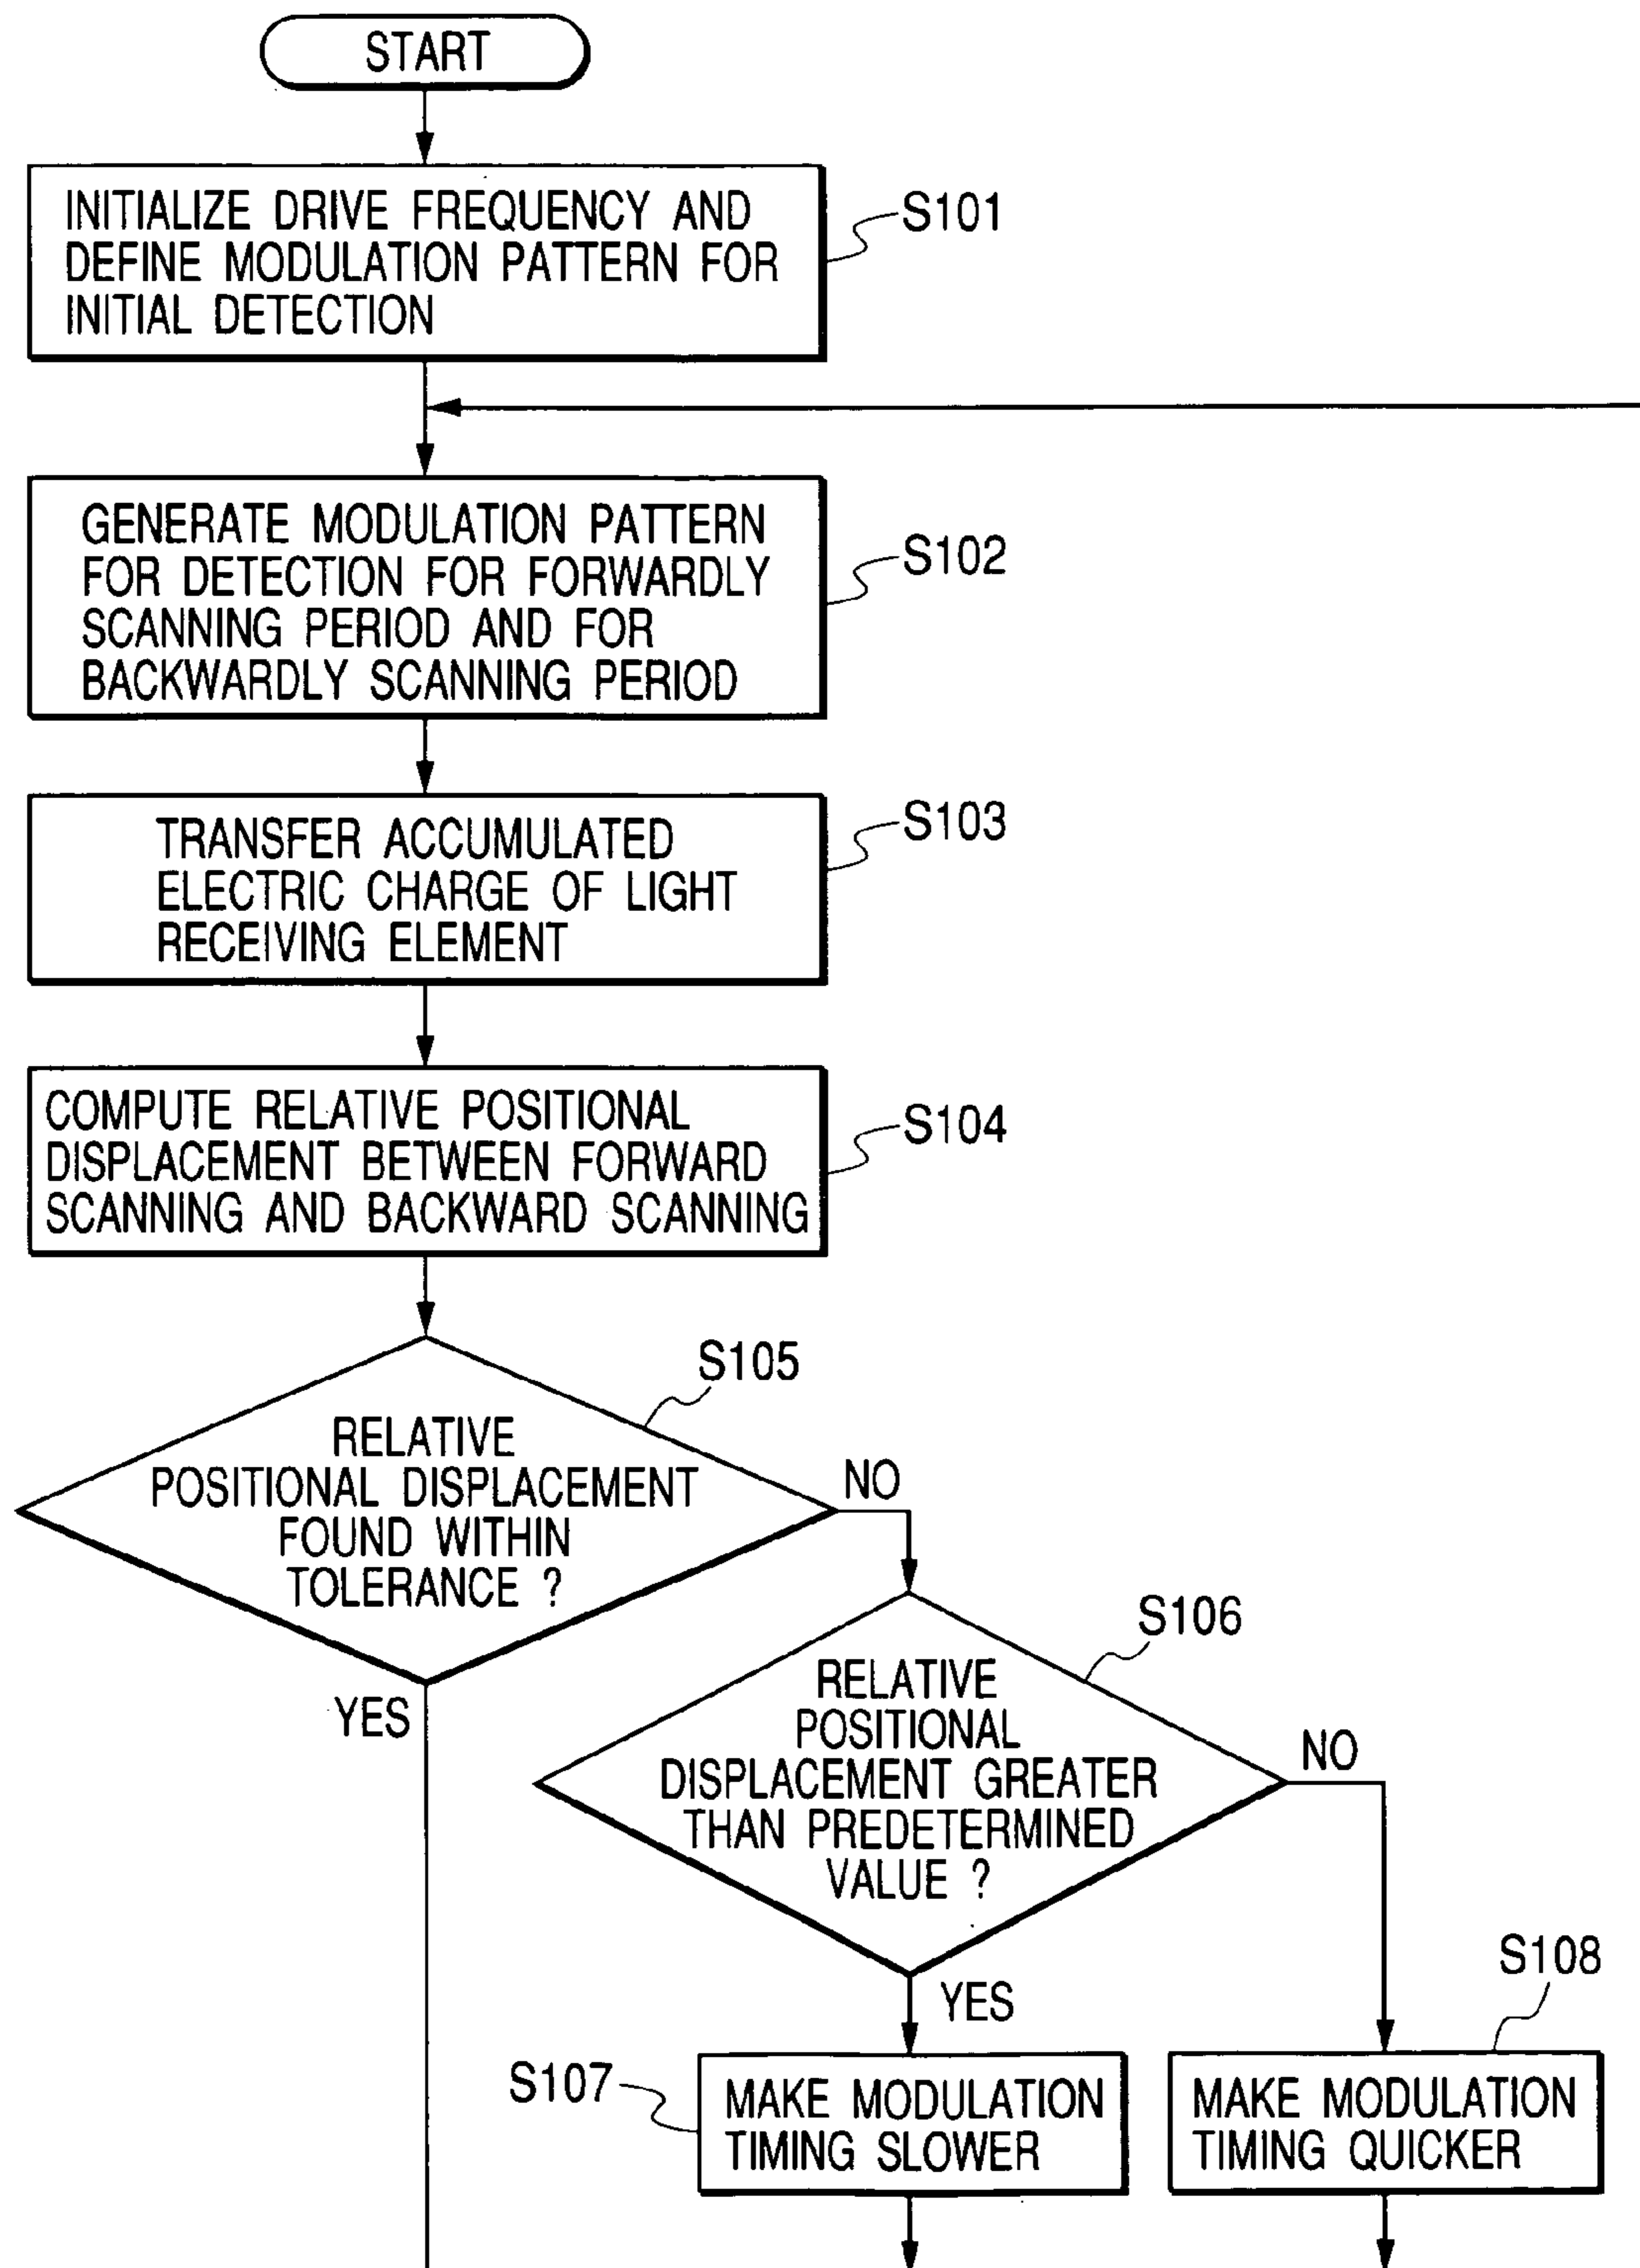 START
INITIALIZE DRIVE FREQUENCY AND
DEFINE MODULATION PATTERN FOR
INITIAL DETECTION
S101
GENERATE MODULATION PATTERN
FOR DETECTION FOR FORWARDLY
SCANNING PERIOD AND FOR
BACKWARDLY SCANNING PERIOD
S102
TRANSFER ACCUMULATED
ELECTRIC CHARGE OF LIGHT
RECEIVING ELEMENT
S103
COMPUTE RELATIVE POSITIONAL
DISPLACEMENT BETWEEN FORWARD
SCANNING AND BACKWARD SCANNING
S104
S105
RELATIVE
POSITIONAL DISPLACEMENT
FOUND WITHIN
TOLERANCE ?
NO
YES
S106
RELATIVE
POSITIONAL
DISPLACEMENT GREATER
THAN PREDETERMINED
VALUE ?
NO
YES
S107
MAKE MODULATION
TIMING SLOWER
S108
MAKE MODULATION
TIMING QUICKER